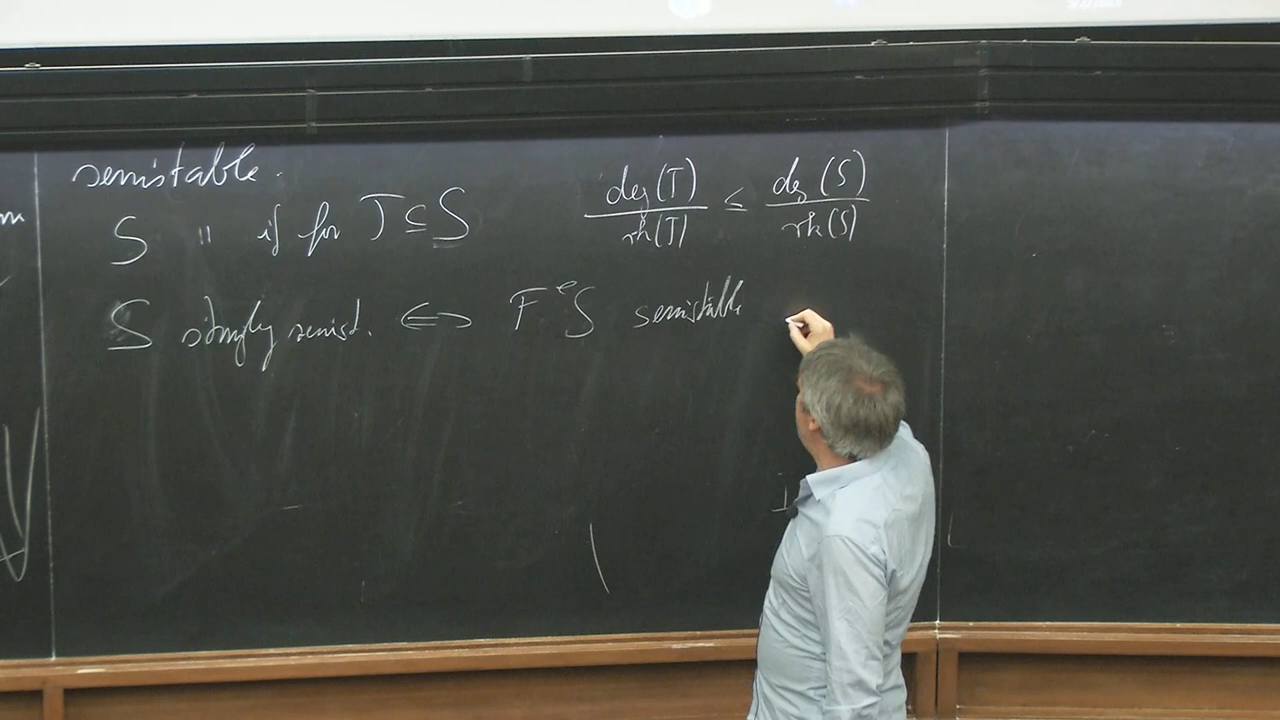 semistable.
S " if for T ⊆ S deg(T)/rk(T) ≤ deg(S)/rk(S)
S strongly semist. ⟺ F^e S semistable